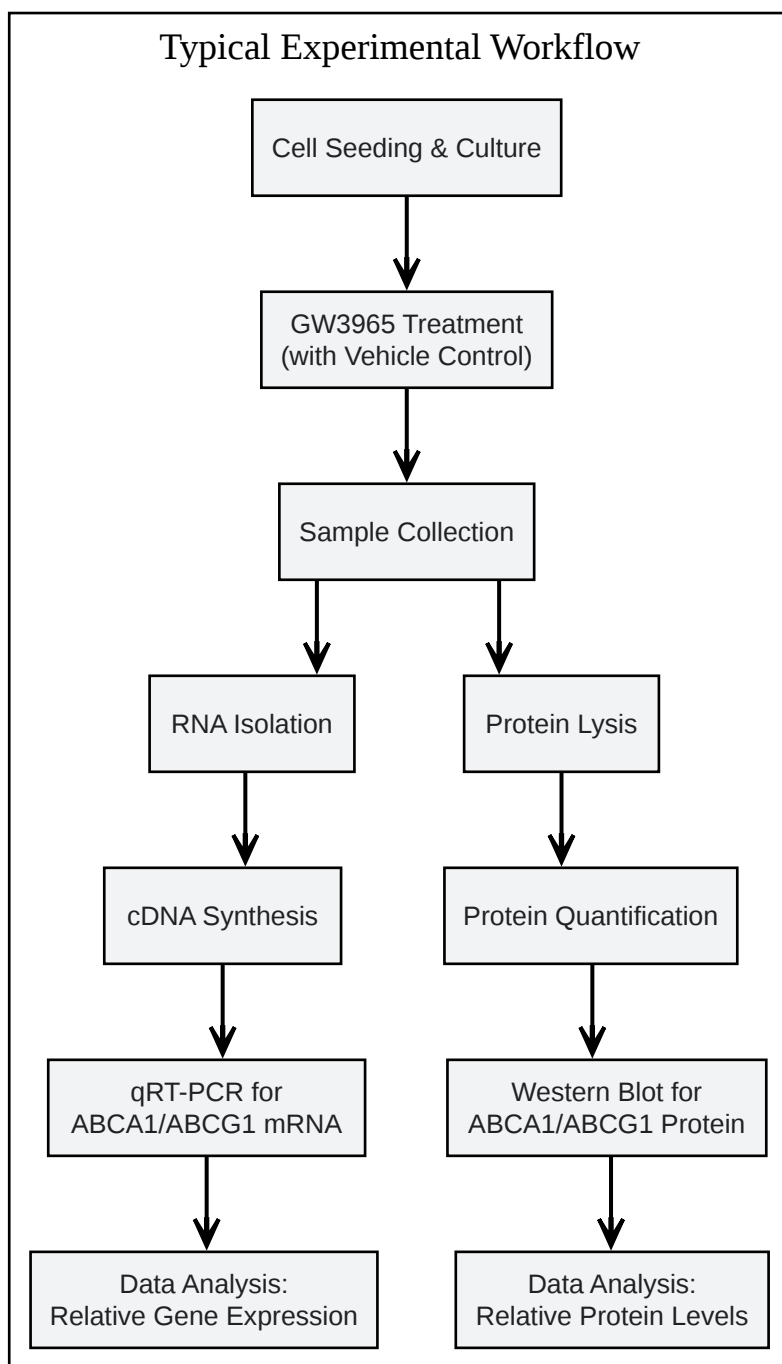 Typical Experimental Workflow
Cell Seeding & Culture
GW3965 Treatment
(with Vehicle Control)
Sample Collection
RNA Isolation
Protein Lysis
cDNA Synthesis
Protein Quantification
qRT-PCR for
ABCA1/ABCG1 mRNA
Western Blot for
ABCA1/ABCG1 Protein
Data Analysis:
Relative Gene Expression
Data Analysis:
Relative Protein Levels